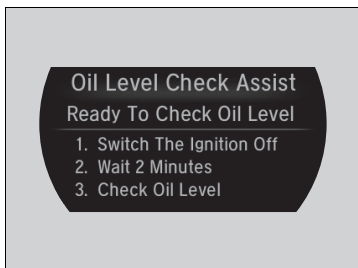 Oil Level Check Assist
Ready To Check Oil Level
1. Switch The Ignition Off
2. Wait 2 Minutes
3. Check Oil Level